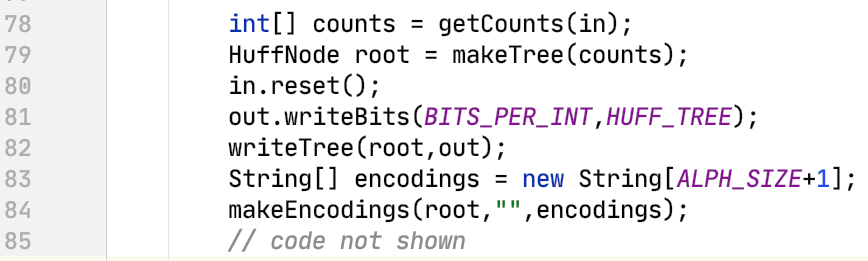 78 int[] counts = getCounts(in);
79 HuffNode root = makeTree(counts);
80 in.reset();
81 out.writeBits(BITS_PER_INT,HUFF_TREE);
82 writeTree(root,out);
83 String[] encodings = new String[ALPH_SIZE+1];
84 makeEncodings(root,"",encodings);
85 // code not shown